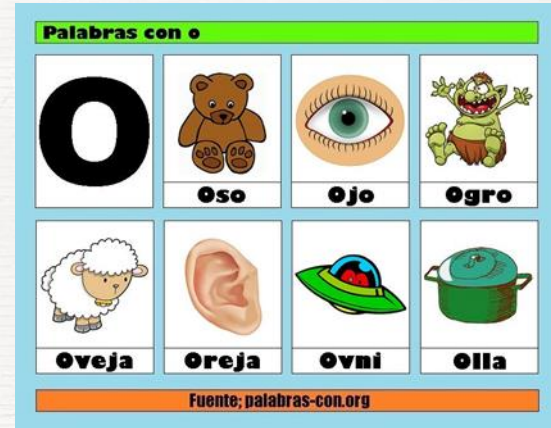 Palabras con o
O
Oso
Ojo
Ogro
Oveja
Oreja
Ovni
Olla
Fuente; palabras-con.org